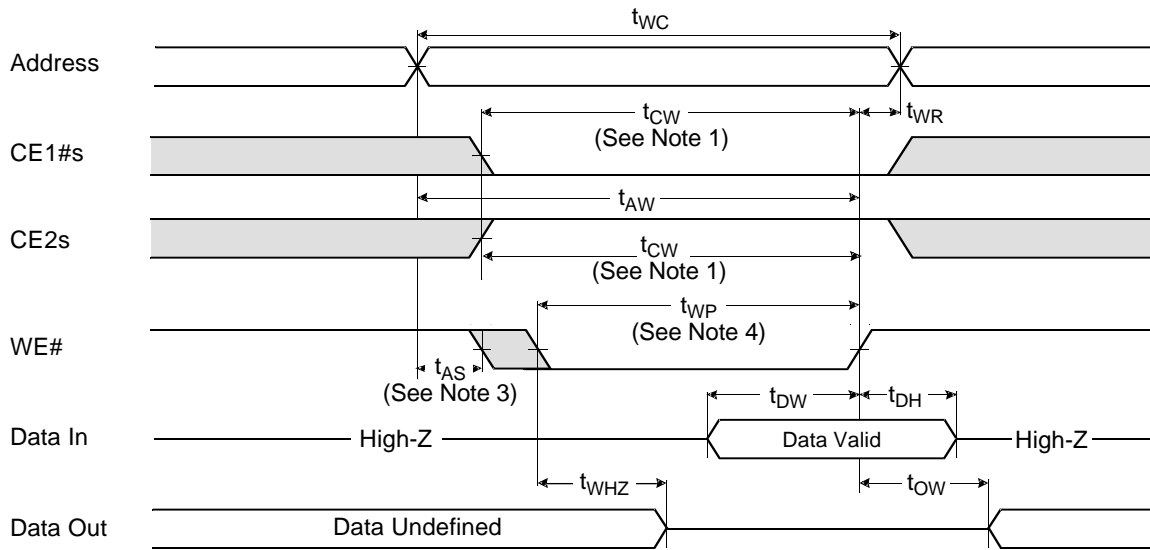 tWC
Address
tCW
(See Note 1)
tWR
CE1#s
tAW
CE2s
tCW
(See Note 1)
tWP
(See Note 4)
WE#
tAS
(See Note 3)
tDW
tDH
Data In
High-Z
Data Valid
High-Z
tWHZ
tOW
Data Out
Data Undefined